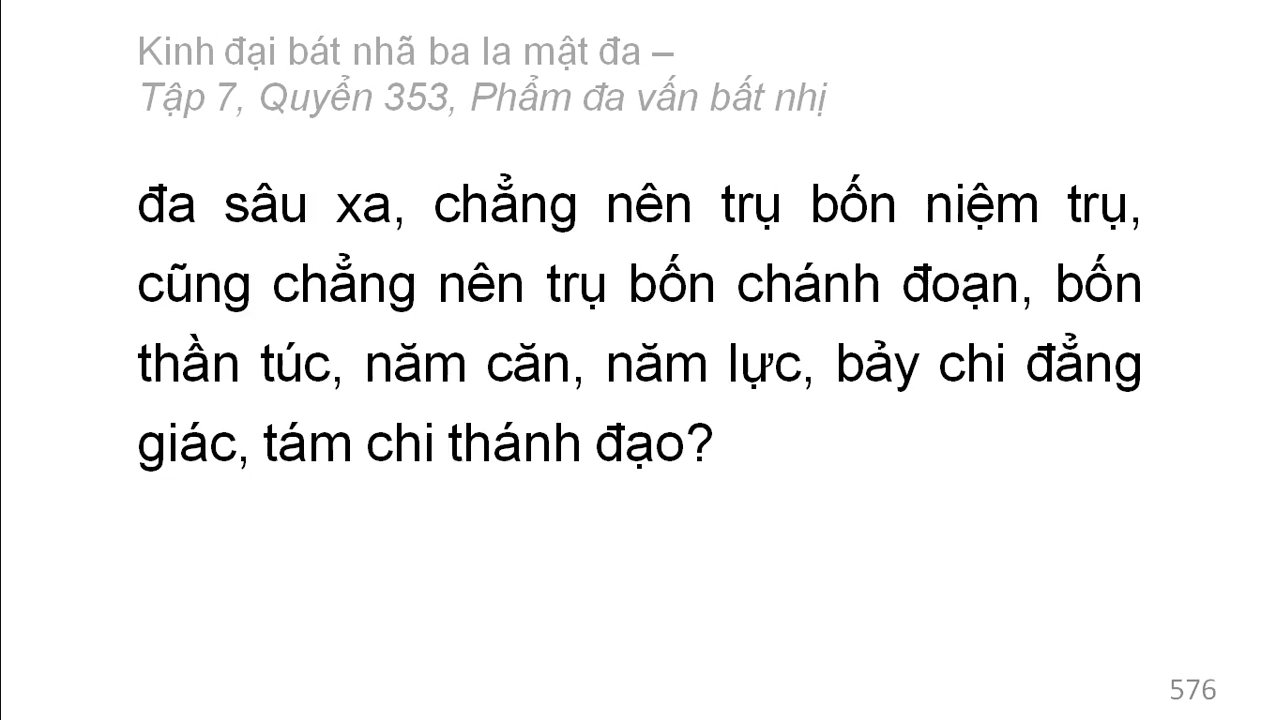 Kinh đại bát nhã ba la mật đa –
Tập 7, Quyển 353, Phẩm đa vấn bất nhị
đa sâu xa, chẳng nên trụ bốn niệm trụ,
cũng chẳng nên trụ bốn chánh đoạn, bốn
thần túc, năm căn, năm lực, bảy chi đẳng
giác, tám chi thánh đạo?
576